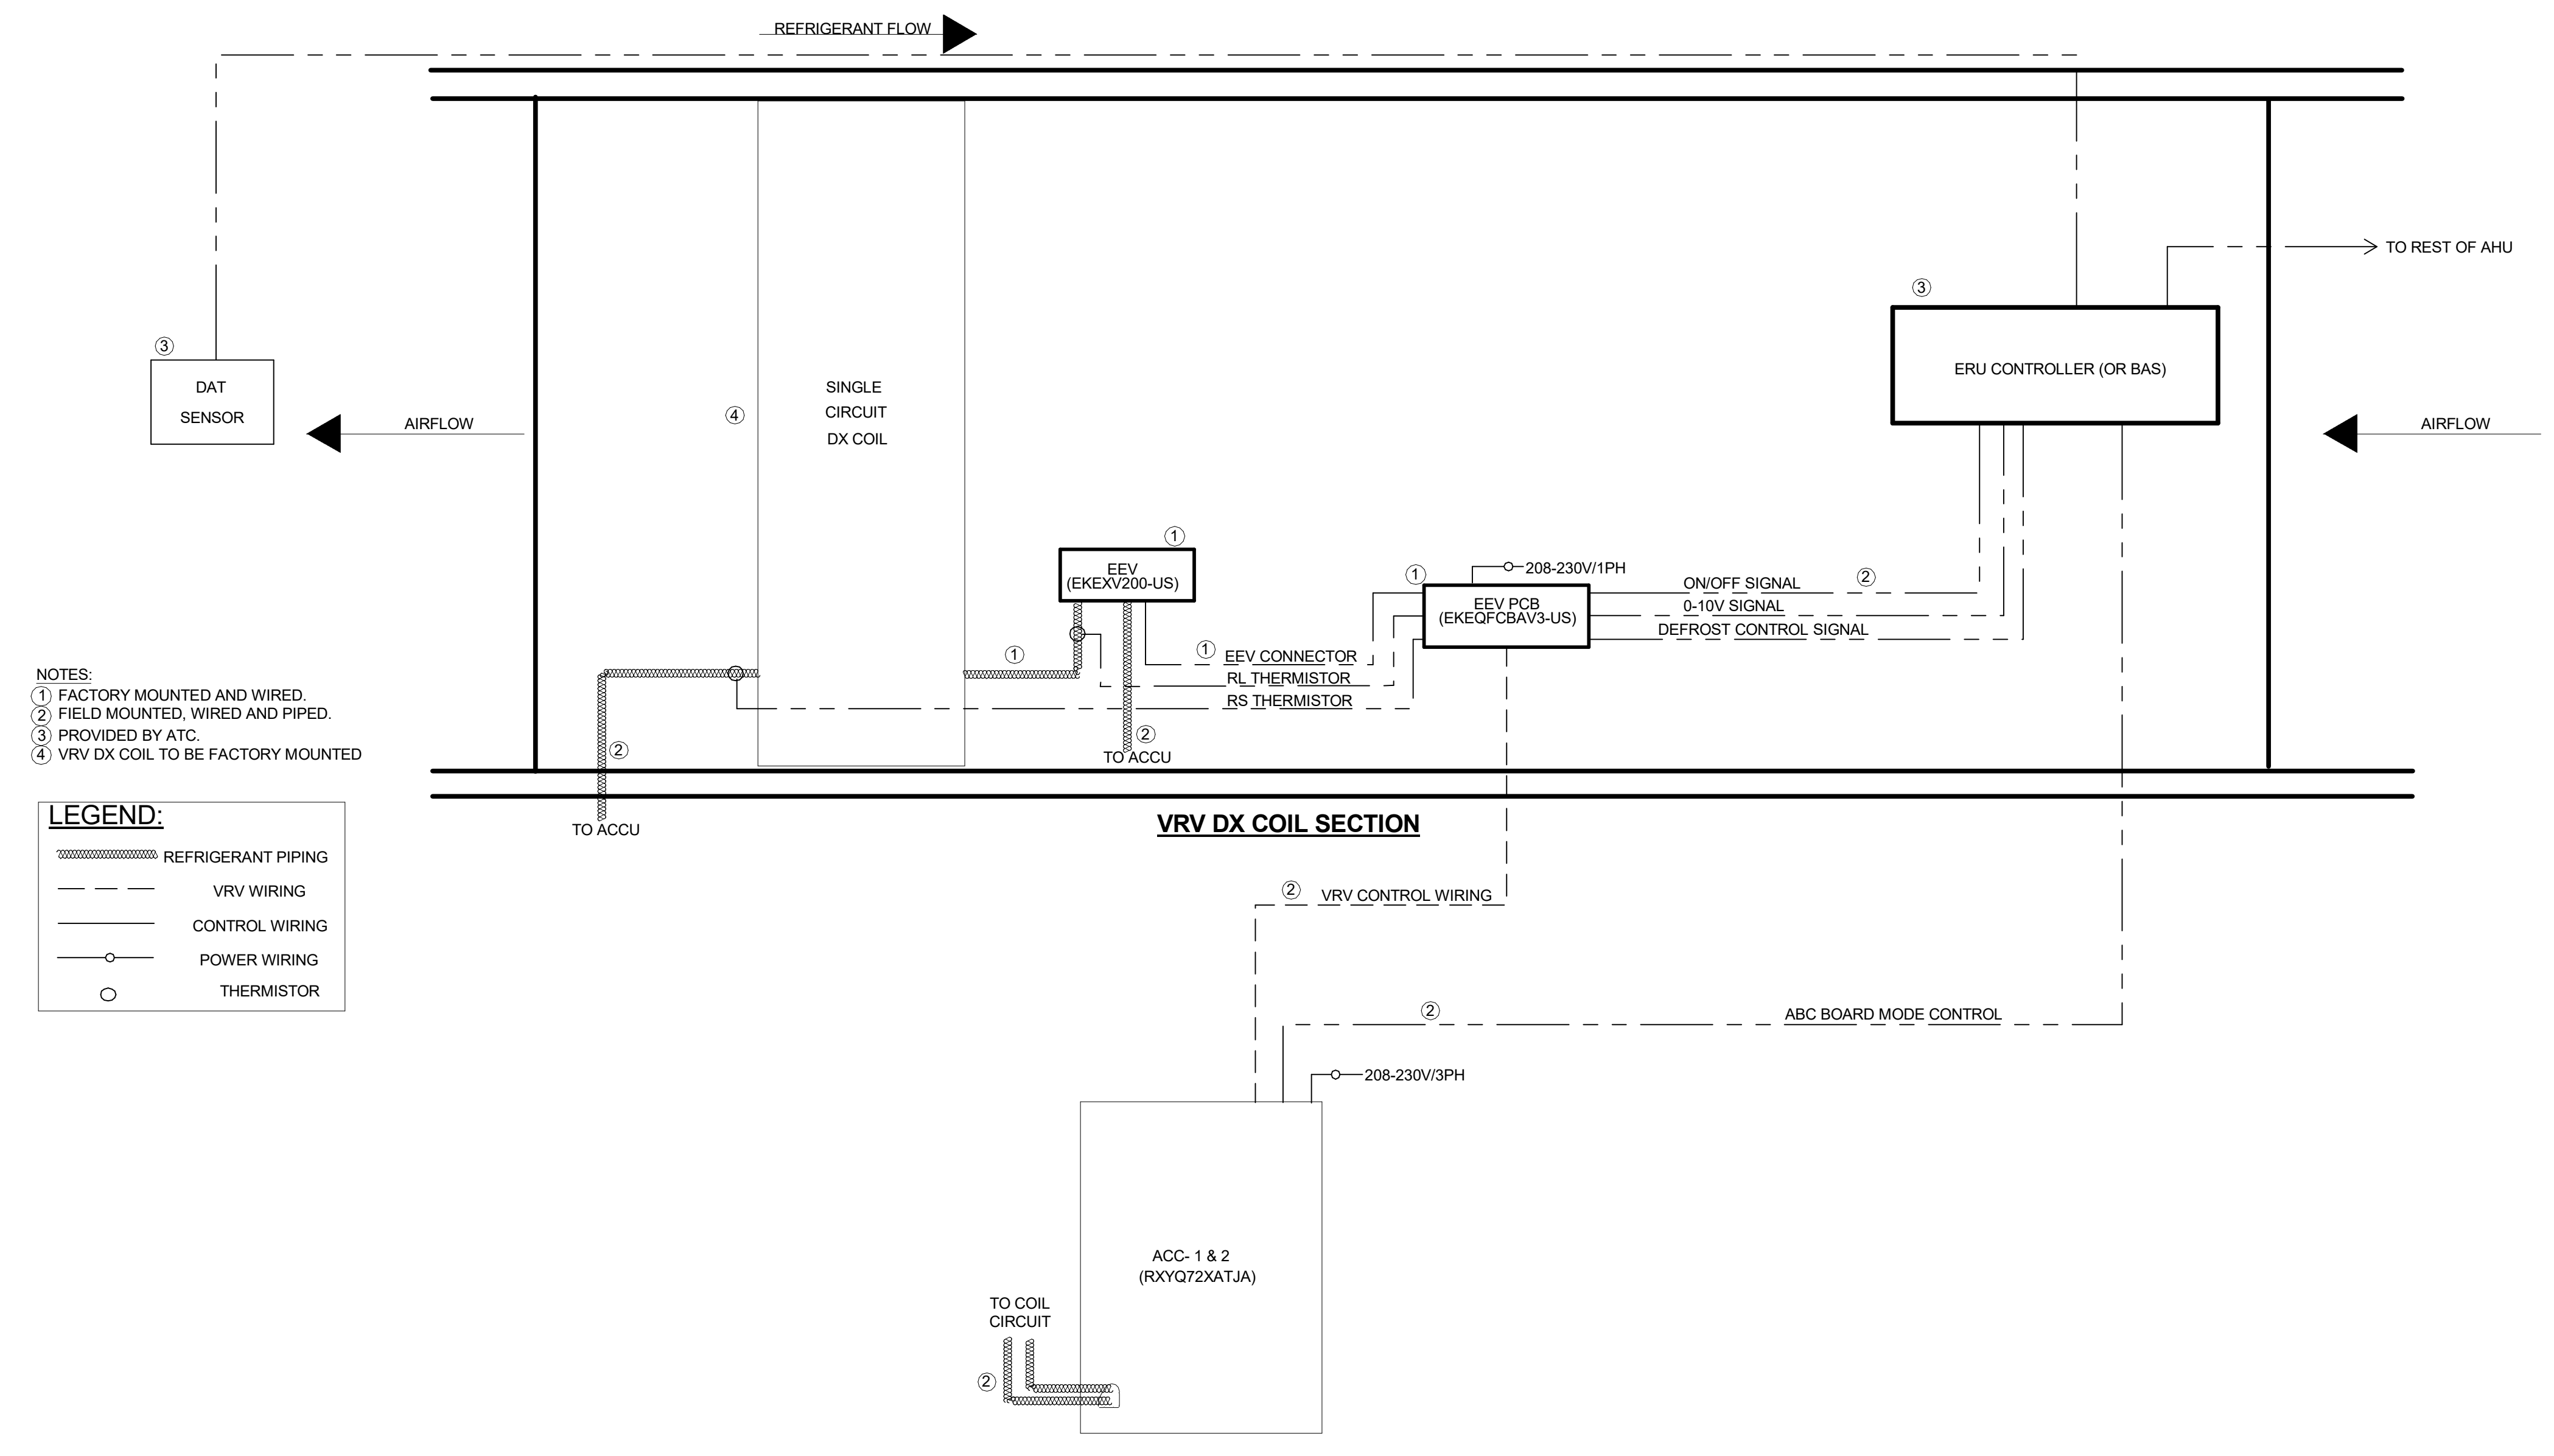 REFRIGERANT FLOW
TO REST OF AHU
3
ERU CONTROLLER (OR BAS)
3
DAT
SENSOR
AIRFLOW
4
SINGLE
CIRCUIT
DX COIL
AIRFLOW
1
EEV
(EKEXV200-US)
1
208-230V/1PH
EEV PCB
(EKEQFCBAV3-US)
ON/OFF SIGNAL
2
0-10V SIGNAL
DEFROST CONTROL SIGNAL
1
1
EEV CONNECTOR
RL THERMISTOR
RS THERMISTOR
2
TO ACCU
2
TO ACCU
NOTES:
1 FACTORY MOUNTED AND WIRED.
2 FIELD MOUNTED, WIRED AND PIPED.
3 PROVIDED BY ATC.
4 VRV DX COIL TO BE FACTORY MOUNTED
LEGEND:
REFRIGERANT PIPING
VRV WIRING
CONTROL WIRING
POWER WIRING
THERMISTOR
VRV DX COIL SECTION
2
VRV CONTROL WIRING
2
ABC BOARD MODE CONTROL
208-230V/3PH
ACC- 1 & 2
(RXYQ72XATJA)
TO COIL
CIRCUIT
2